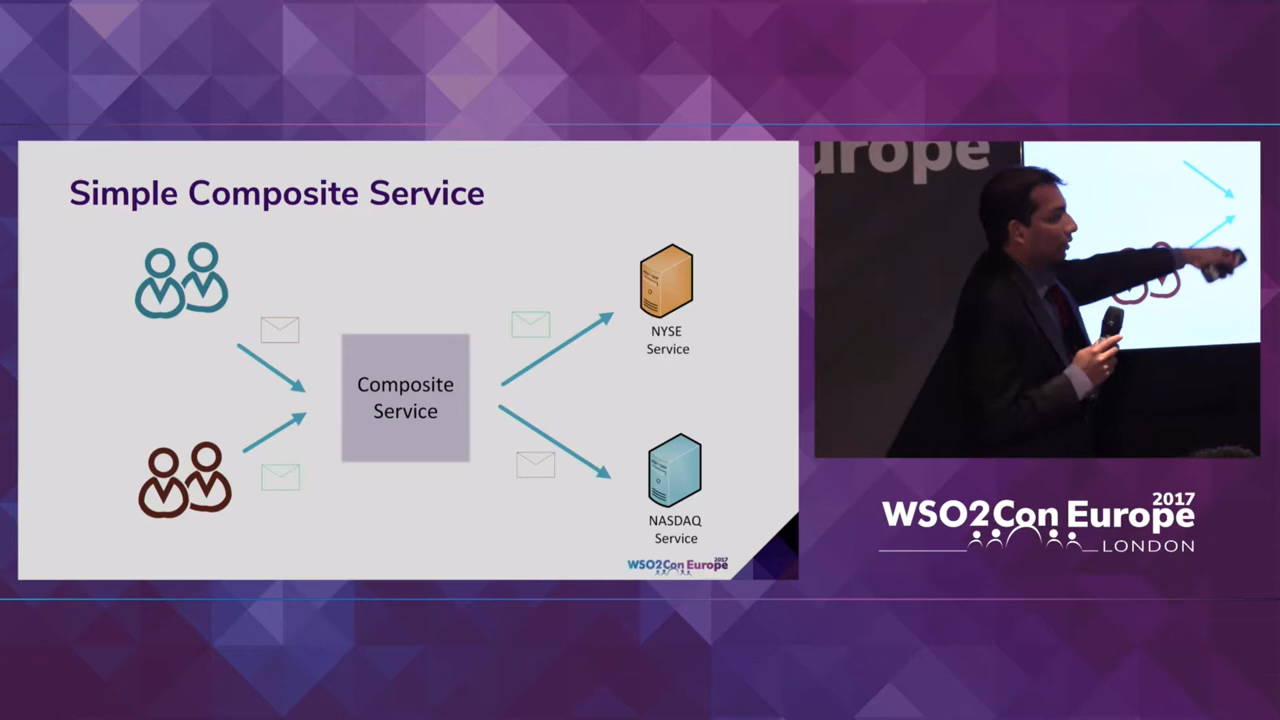 Simple Composite Service
Composite
Service
NYSE
Service
NASDAQ
Service
WSO2Con Europe 2017
urope
WSO2Con Europe 2017
LONDON